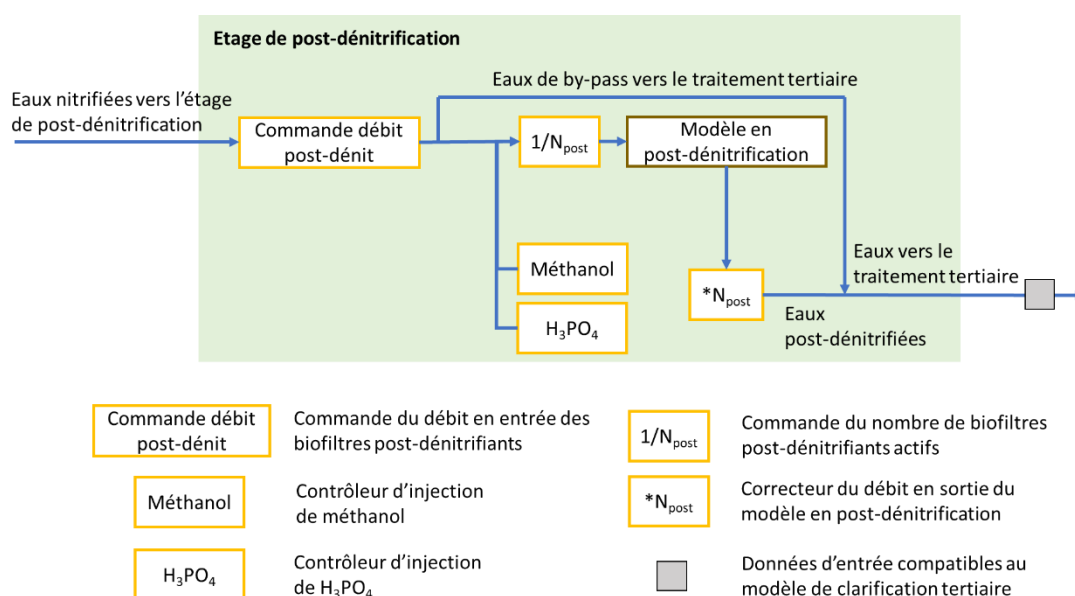 Etage de post-dénitrification
Eaux de by-pass vers le traitement tertiaire
Eaux nitrifiées vers l'étage
de post-dénitrification
Commande débit
post-dénit
1/Npost
Modèle en
post-dénitrification
Méthanol
H3PO4
*Npost
Eaux vers le
traitement tertiaire
Eaux
post-dénitrifiées
Commande débit
post-dénit
Commande du débit en entrée des
biofiltres post-dénitrifiants
1/Npost
Commande du nombre de biofiltres
post-dénitrifiants actifs
Méthanol
Contrôleur d'injection
de méthanol
*Npost
Correcteur du débit en sortie du
modèle en post-dénitrification
H3PO4
Contrôleur d'injection
de H3PO4
Données d'entrée compatibles au
modèle de clarification tertiaire